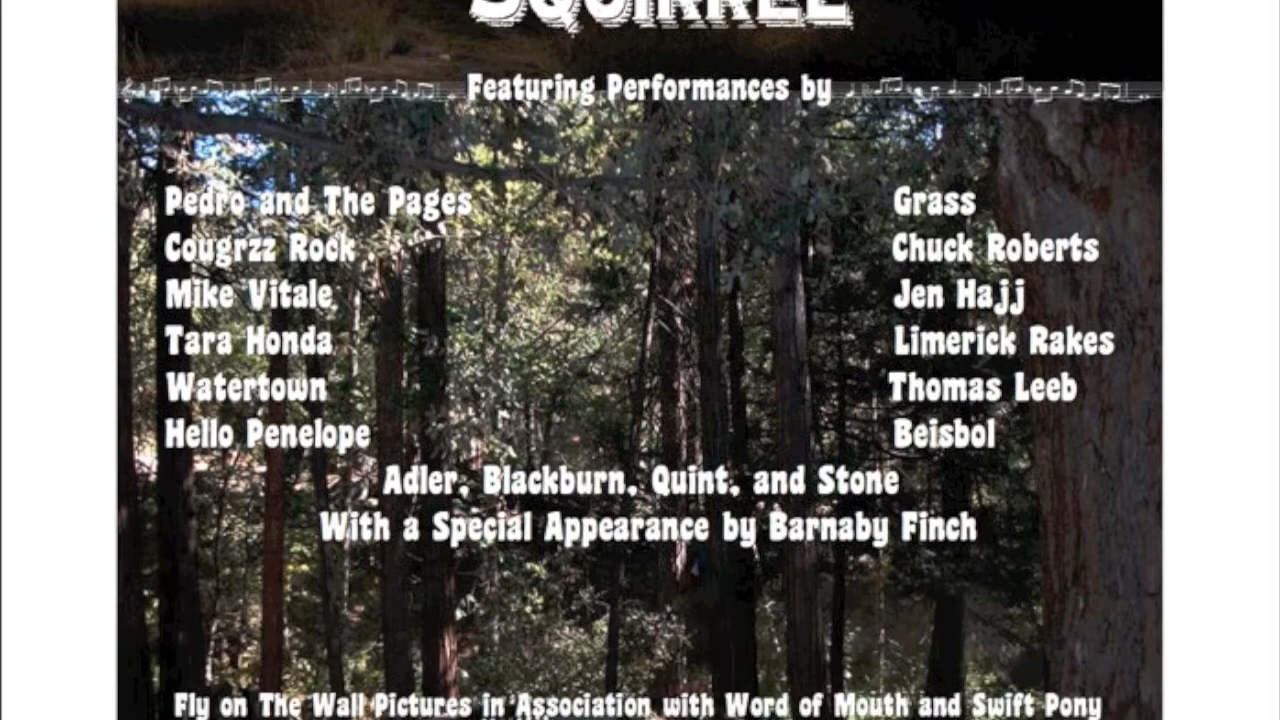 SQUIRREL
Featuring Performances by
Pedro and The Pages
Cougrzz Rock
Mike Vitale
Tara Honda
Watertown
Hello Penelope
Grass
Chuck Roberts
Jen Hajj
Limerick Rakes
Thomas Leeb
Beisbol
Adler, Blackburn, Quint, and Stone
With a Special Appearance by Barnaby Finch
Fly on The Wall Pictures in Association with Word of Mouth and Swift Pony